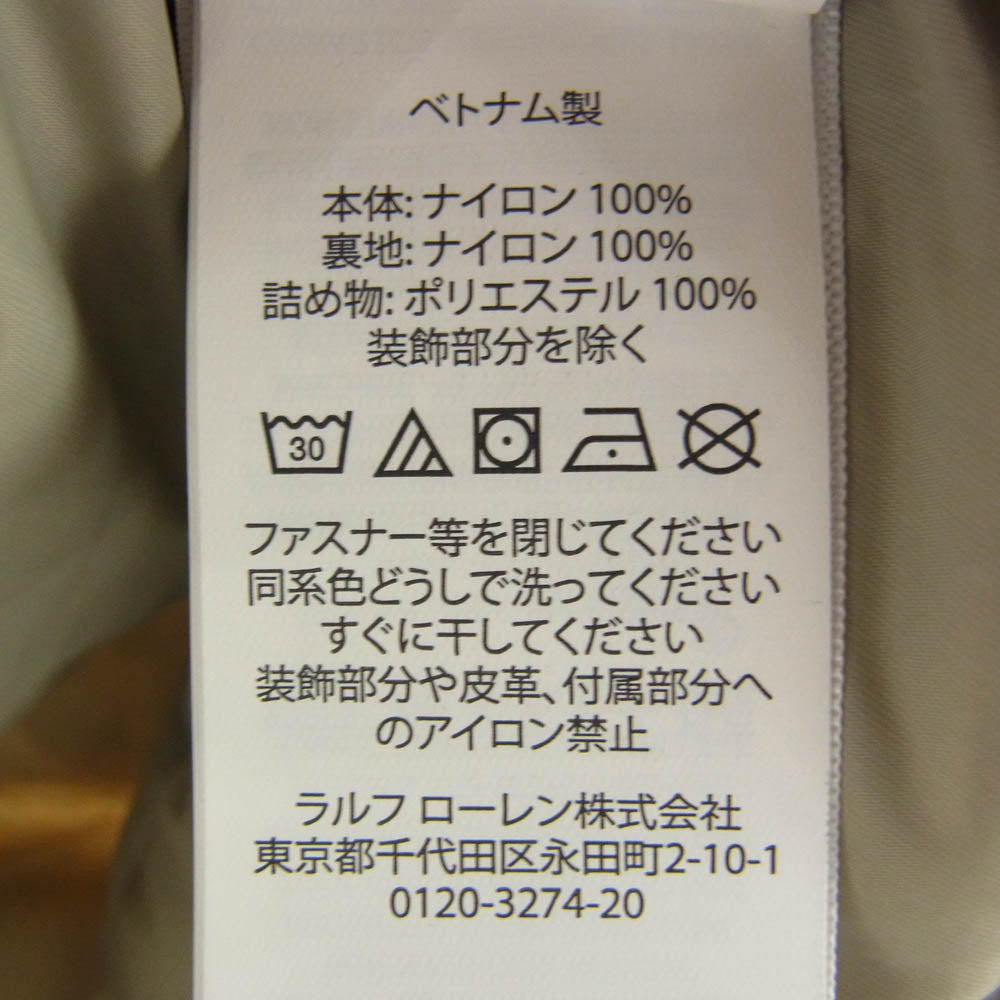 ベトナム製
本体: ナイロン 100%
裏地: ナイロン 100%
詰め物: ポリエステル 100%
装飾部分を除く
30
ファスナー等を閉じてください
同系色どうしで洗ってください
すぐに干してください
装飾部分や皮革、付属部分へ
のアイロン禁止
ラルフ ローレン株式会社
東京都千代田区永田町2-10-1
0120-3274-20